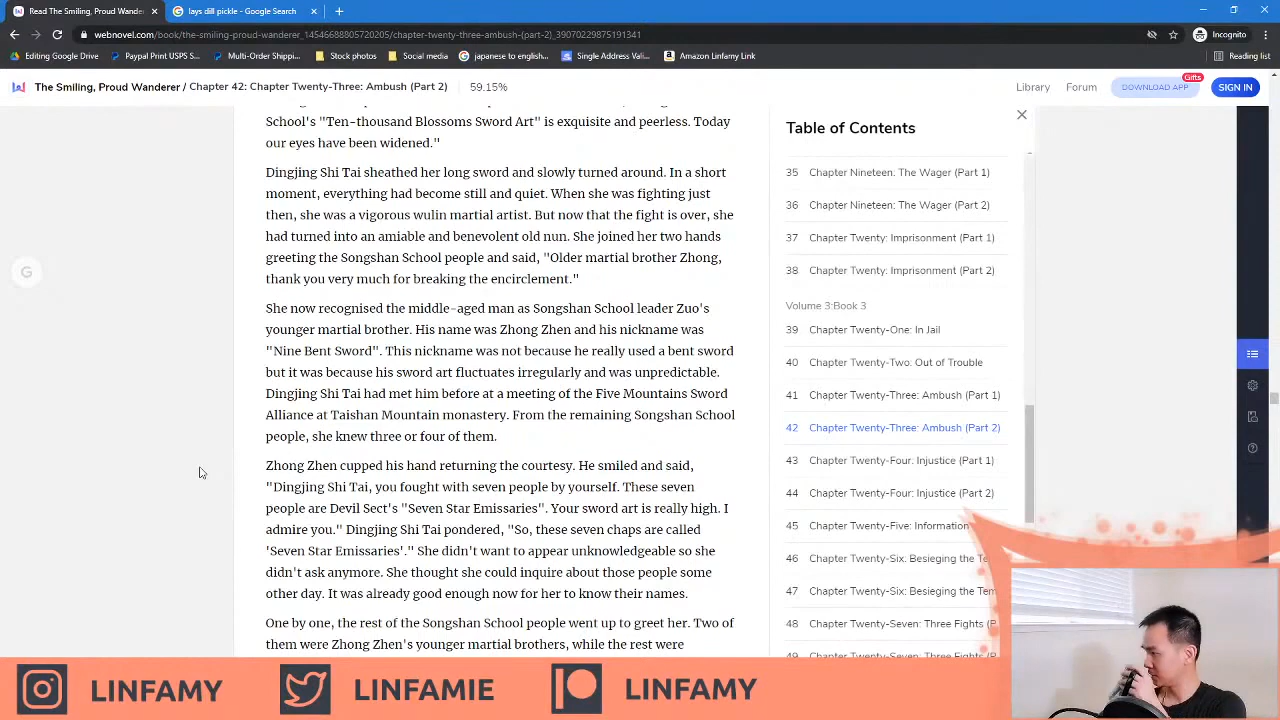 Read The Smiling, Proud Wander
lays dill pickle - Google Search
webnovel.com/book/the-smiling-proud-wanderer_14546688805720205/chapter-twenty-three-ambush-(part-2)_39070229875191341
Incognito
Editing Google Drive
Paypal Print USPS S...
Multi-Order Shippi...
Stock photos
Social media
japanese to english...
Single Address Vali...
Amazon Linfamy Link
Reading list
The Smiling, Proud Wanderer / Chapter 42: Chapter Twenty-Three: Ambush (Part 2)
59.15%
Library
Forum
DOWNLOAD APP
Gifts
SIGN IN
School's "Ten-thousand Blossoms Sword Art" is exquisite and peerless. Today
our eyes have been widened."
Dingjing Shi Tai sheathed her long sword and slowly turned around. In a short
moment, everything had become still and quiet. When she was fighting just
then, she was a vigorous wulin martial artist. But now that the fight is over, she
had turned into an amiable and benevolent old nun. She joined her two hands
greeting the Songshan School people and said, "Older martial brother Zhong,
thank you very much for breaking the encirclement."
She now recognised the middle-aged man as Songshan School leader Zuo's
younger martial brother. His name was Zhong Zhen and his nickname was
"Nine Bent Sword". This nickname was not because he really used a bent sword
but it was because his sword art fluctuates irregularly and was unpredictable.
Dingjing Shi Tai had met him before at a meeting of the Five Mountains Sword
Alliance at Taishan Mountain monastery. From the remaining Songshan School
people, she knew three or four of them.
Zhong Zhen cupped his hand returning the courtesy. He smiled and said,
"Dingjing Shi Tai, you fought with seven people by yourself. These seven
people are Devil Sect's "Seven Star Emissaries". Your sword art is really high. I
admire you." Dingjing Shi Tai pondered, "So, these seven chaps are called
'Seven Star Emissaries'." She didn't want to appear unknowledgeable so she
didn't ask anymore. She thought she could inquire about those people some
other day. It was already good enough now for her to know their names.
One by one, the rest of the Songshan School people went up to greet her. Two of
them were Zhong Zhen's younger martial brothers, while the rest were
Table of Contents
35 Chapter Nineteen: The Wager (Part 1)
36 Chapter Nineteen: The Wager (Part 2)
37 Chapter Twenty: Imprisonment (Part 1)
38 Chapter Twenty: Imprisonment (Part 2)
Volume 3:Book 3
39 Chapter Twenty-One: In Jail
40 Chapter Twenty-Two: Out of Trouble
41 Chapter Twenty-Three: Ambush (Part 1)
42 Chapter Twenty-Three: Ambush (Part 2)
43 Chapter Twenty-Four: Injustice (Part 1)
44 Chapter Twenty-Four: Injustice (Part 2)
45 Chapter Twenty-Five: Information
46 Chapter Twenty-Six: Besieging the Te
47 Chapter Twenty-Six: Besieging the Tem
48 Chapter Twenty-Seven: Three Fights (P
49 Chapter Twenty-Seven: Three Fights (P
G
LINFAMY
LINFAMIE
LINFAMY